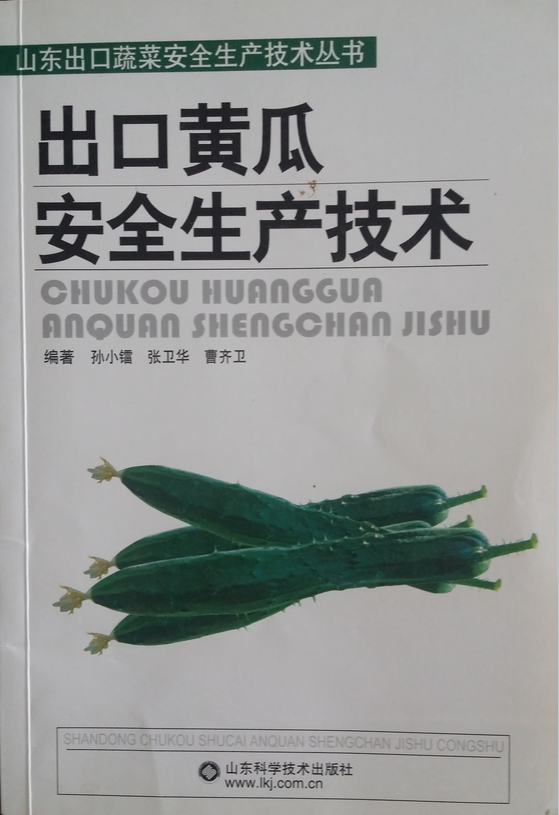 山东出口蔬菜安全生产技术丛书
出口黄瓜
安全生产技术
CHUKOU HUANGGUA
ANQUAN SHENGCHAN JISHU
编著 孙小镭 张卫华 曹齐卫
SHANDONG CHUKOU SHUCAI ANQUAN SHENGCHAN JISHU CONGSHU
山东科学技术出版社
www.lkj.com.cn